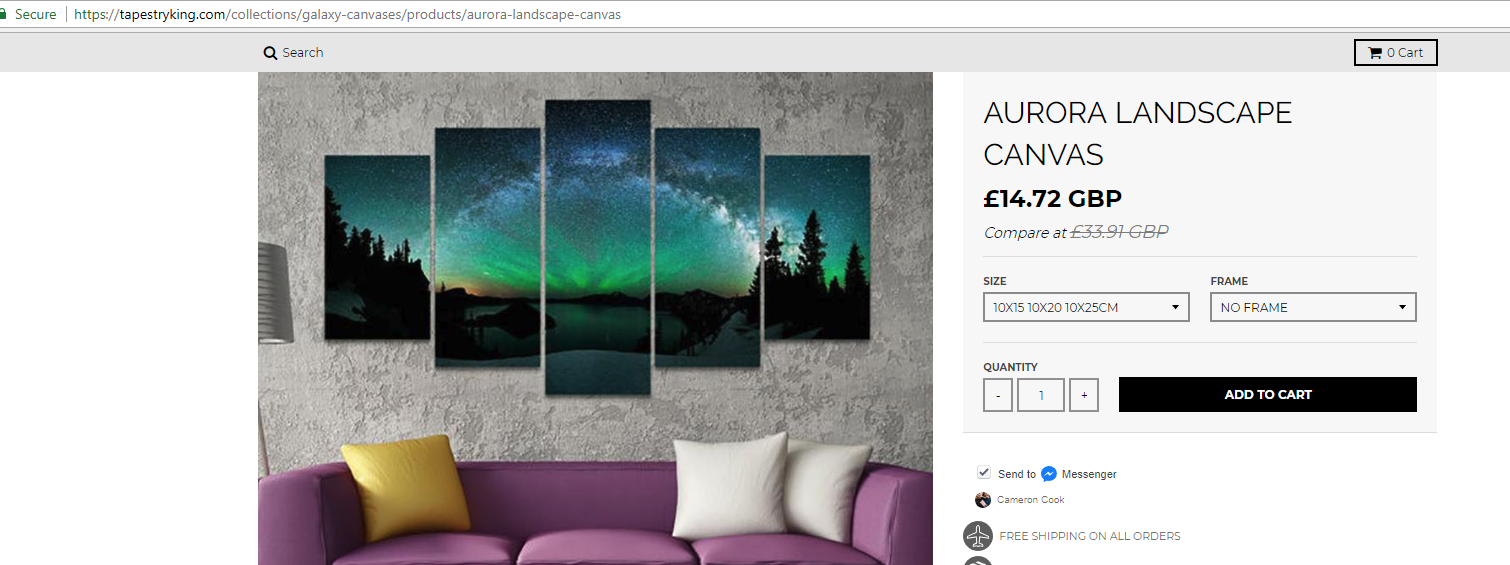 Secure https://tapestryking.com/collections/galaxy-canvases/products/aurora-landscape-canvas
Search
0 Cart
AURORA LANDSCAPE
CANVAS
£14.72 GBP
Compare at £33.91 GBP
SIZE
FRAME
10X15 10X20 10X25CM
NO FRAME
QUANTITY
- 1 +
ADD TO CART
Send to Messenger
Cameron Cook
FREE SHIPPING ON ALL ORDERS